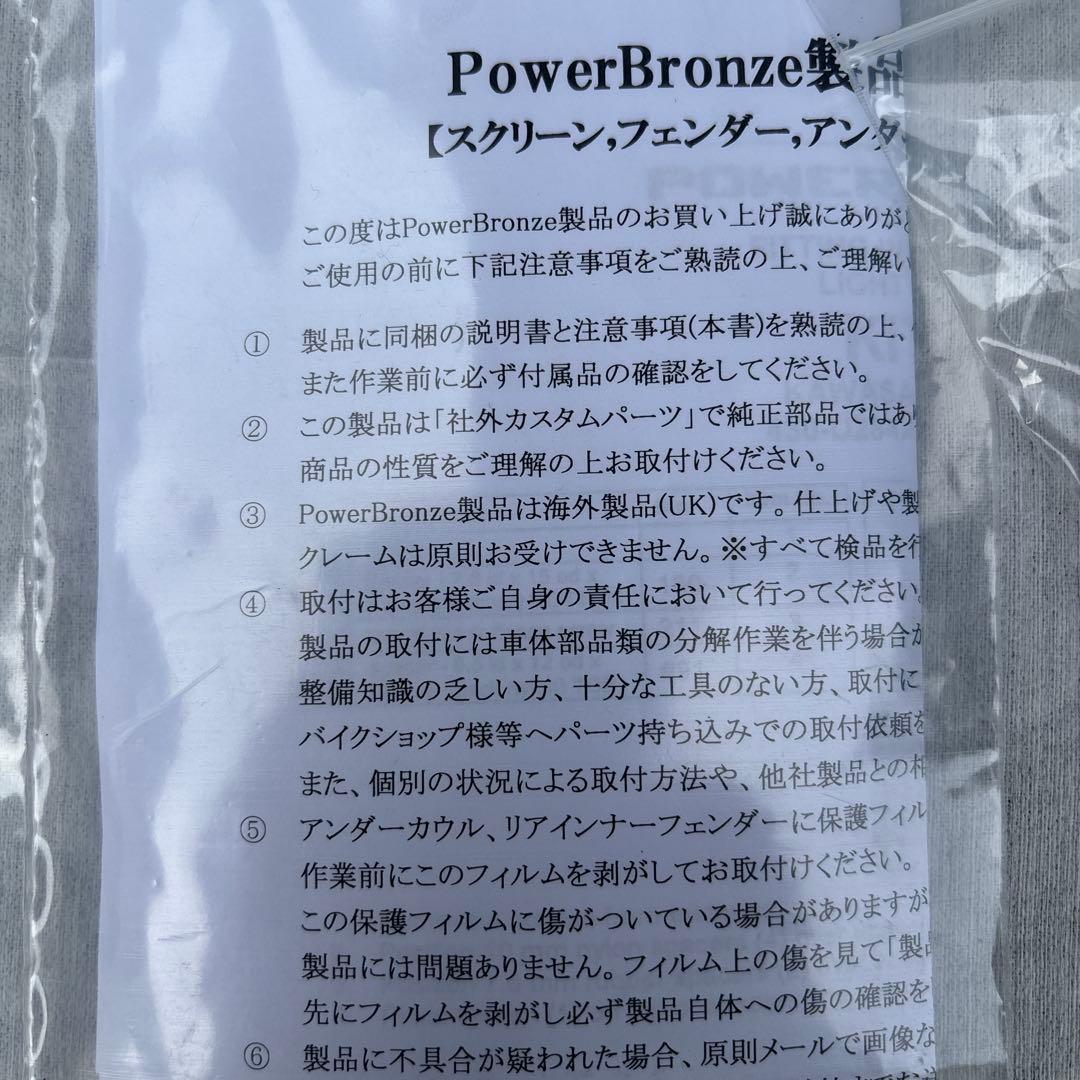 PowerBronze製品
【スクリーン,フェンダー,アンダ
この度はPowerBronze製品のお買い上げ誠にありがと
ご使用の前に下記注意事項をご熟読の上、ご理解い
① 製品に同梱の説明書と注意事項(本書)を熟読の上、
また作業前に必ず付属品の確認をしてください。
② この製品は「社外カスタムパーツ」で純正部品ではあり
商品の性質をご理解の上お取付けください。
③ PowerBronze製品は海外製品(UK)です。仕上げや製
クレームは原則お受けできません。※すべて検品を行
④ 取付はお客様ご自身の責任において行ってください。
製品の取付には車体部品類の分解作業を伴う場合が
整備知識の乏しい方、十分な工具のない方、取付に
バイクショップ様等へパーツ持ち込みでの取付依頼を
また、個別の状況による取付方法や、他社製品との相
⑤ アンダーカウル、リアインナーフェンダーに保護フィル
作業前にこのフィルムを剥がしてお取付けください。
この保護フィルムに傷がついている場合がありますが
製品には問題ありません。フィルム上の傷を見て「製品
先にフィルムを剥がし必ず製品自体への傷の確認を
⑥ 製品に不具合が疑われた場合、原則メールで画像な